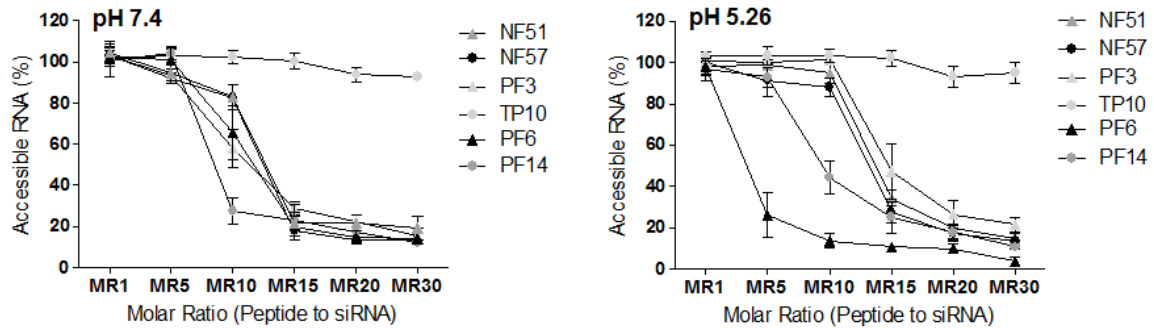 pH 7.4
Accessible RNA (%)
120
100
80
60
40
20
0
MR1 MR5 MR10 MR15 MR20 MR30
Molar Ratio (Peptide to siRNA)
NF51
NF57
PF3
TP10
PF6
PF14
pH 5.26
Accessible RNA (%)
120
100
80
60
40
20
0
MR1 MR5 MR10 MR15 MR20 MR30
Molar Ratio (Peptide to siRNA)
NF51
NF57
PF3
TP10
PF6
PF14